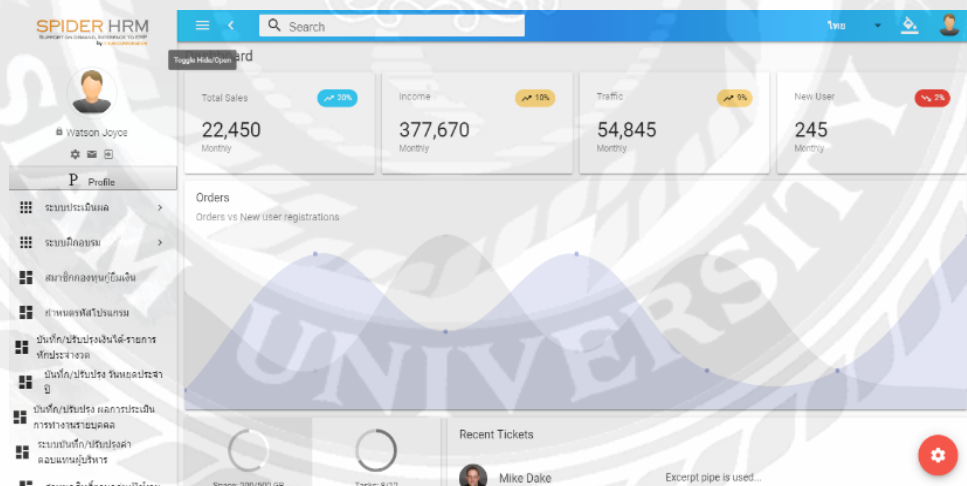 SPIDER HRM
Search
ไทย
Toggle Hide/Open
Watson Joyce
P Profile
ระบบประเมินผล
ระบบฝึกอบรม
สมาชิกกองทุนกู้ยืมเงิน
กำหนดรหัสโปรแกรม
บันทึก/ปรับปรุงเงินได้-รายการ
หักประจำงวด
บันทึก/ปรับปรุง วันหยุดประจำ
ปี
บันทึก/ปรับปรุง ผลการประเมิน
การทำงานรายบุคคล
ระบบบันทึก/ปรับปรุงค่า
ตอบแทนผู้บริหาร
Total Sales
20%
22,450
Monthly
Income
10%
377,670
Monthly
Traffic
9%
54,845
Monthly
New User
2%
245
Monthly
Orders
Orders vs New user registrations
UNIVERSITY
Space: 200/500 GB
Tasks: 8/22
Recent Tickets
Mike Dake
Excerpt pipe is used...